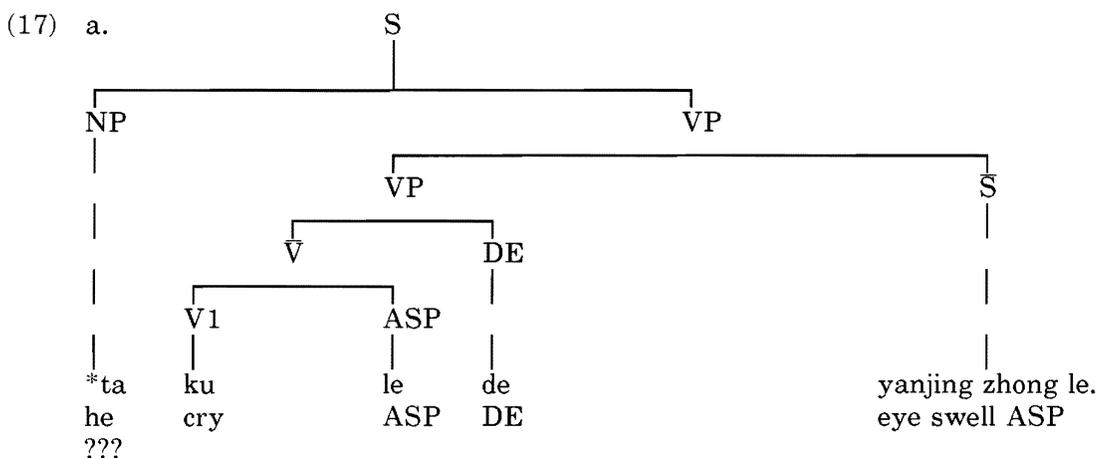 (17) a. S
NP VP
VP S̅
V̅ DE
V1 ASP
*ta ku le de yanjing zhong le.
he cry ASP DE eye swell ASP
???